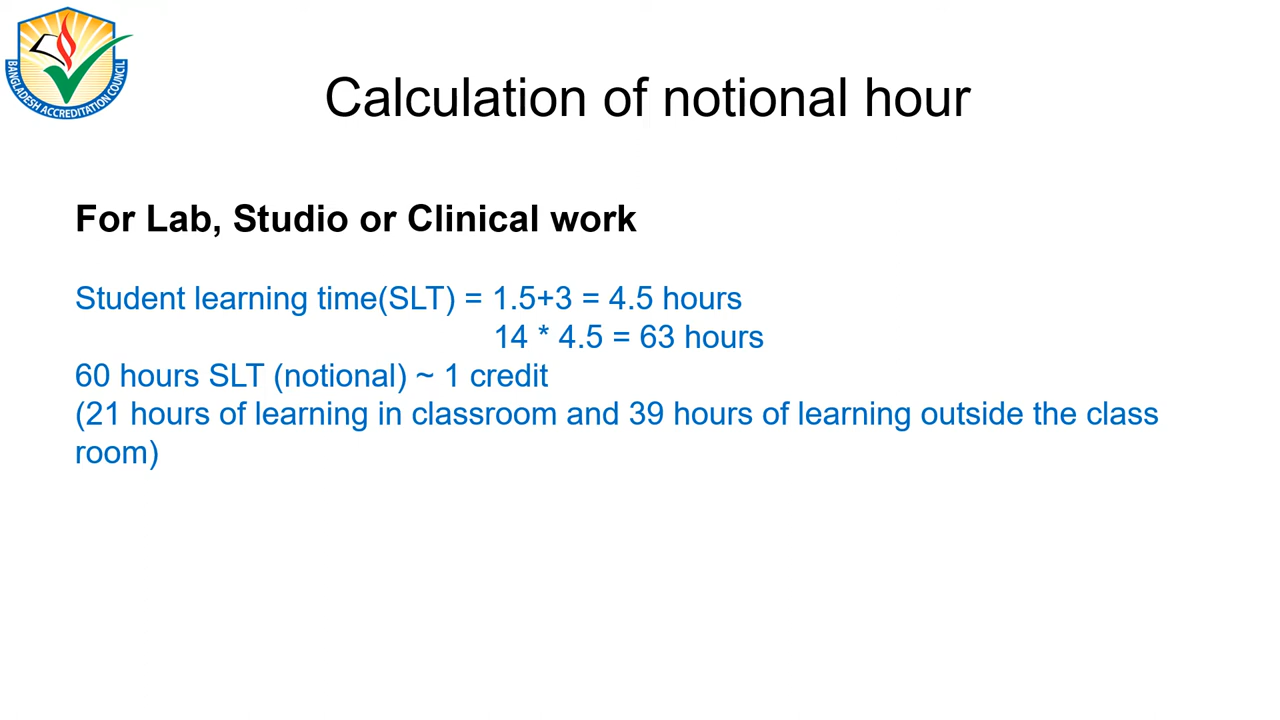 BANGLADESH ACCREDITATION COUNCIL
Calculation of notional hour
For Lab, Studio or Clinical work
Student learning time(SLT) = 1.5+3 = 4.5 hours
14 * 4.5 = 63 hours
60 hours SLT (notional) ~ 1 credit
(21 hours of learning in classroom and 39 hours of learning outside the class
room)